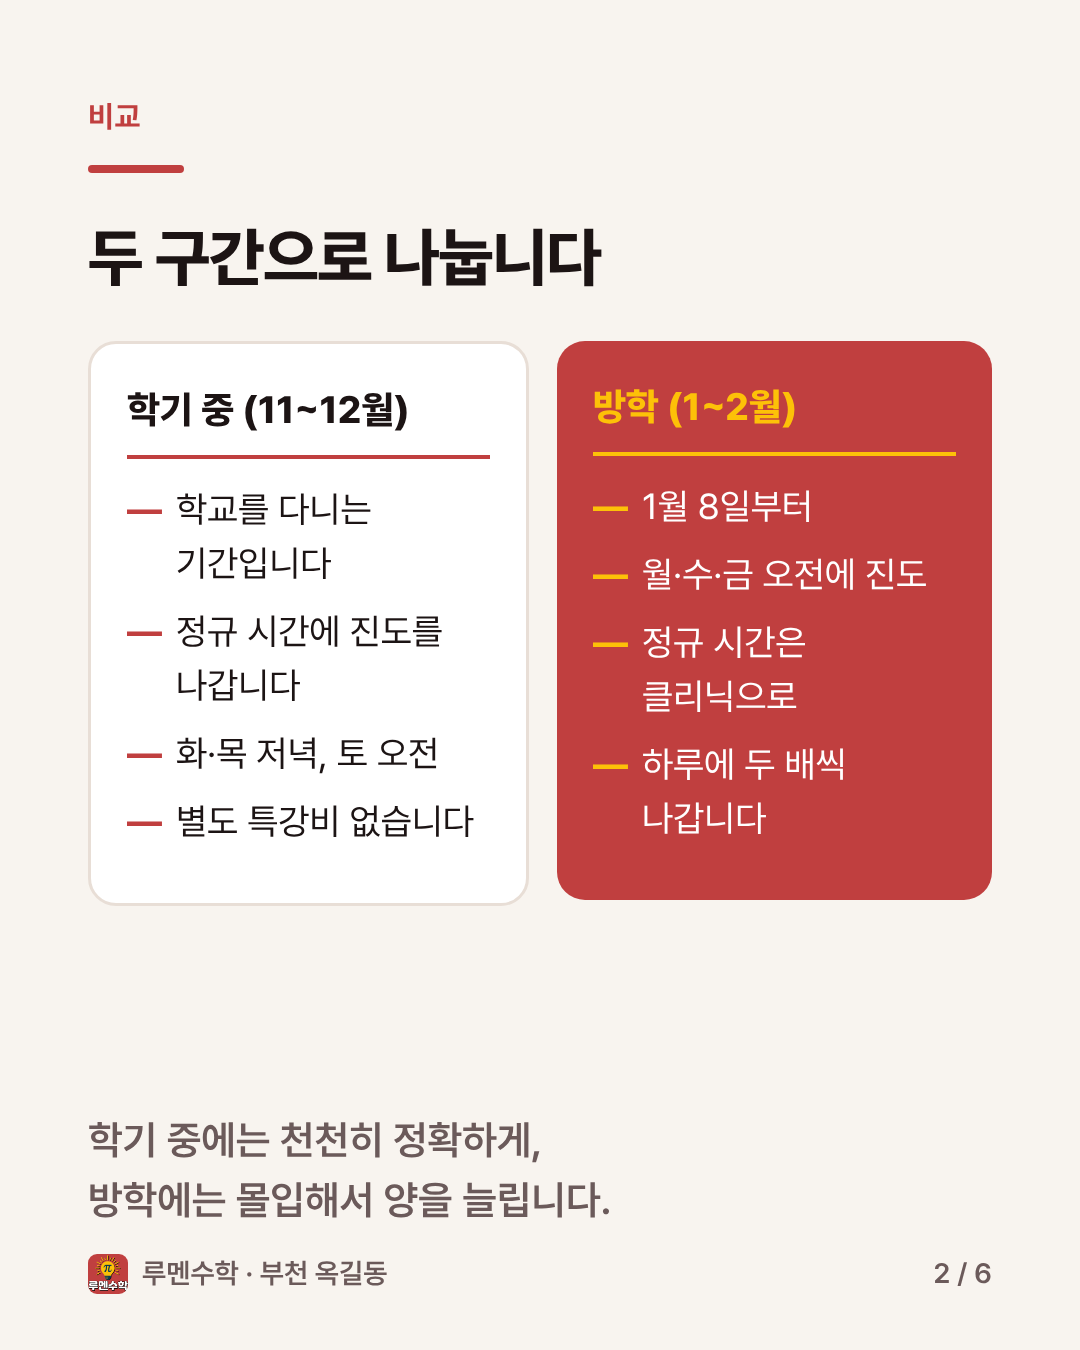 비교
두 구간으로 나눕니다
학기 중 (11~12월)
— 학교를 다니는
기간입니다
— 정규 시간에 진도를
나갑니다
— 화·목 저녁, 토 오전
— 별도 특강비 없습니다
방학 (1~2월)
— 1월 8일부터
— 월·수·금 오전에 진도
— 정규 시간은
클리닉으로
— 하루에 두 배씩
나갑니다
학기 중에는 천천히 정확하게,
방학에는 몰입해서 양을 늘립니다.
π
루멘수학
루멘수학 · 부천 옥길동
2 / 6